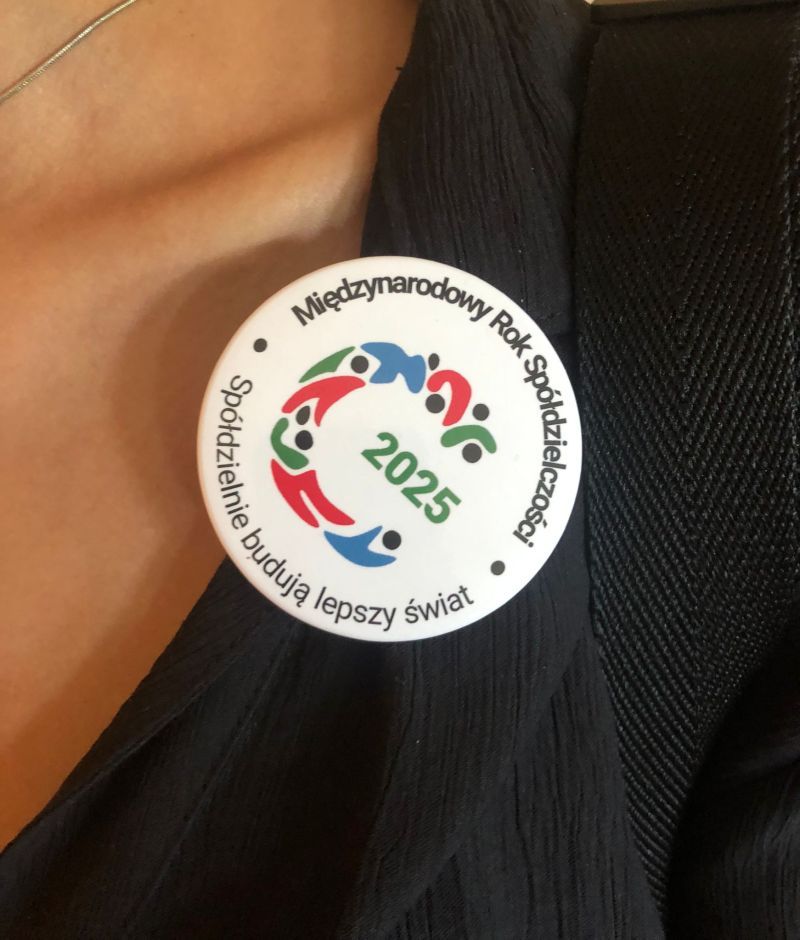 Międzynarodowy Rok Spółdzielczości
2025
Spółdzielnie budują lepszy świat